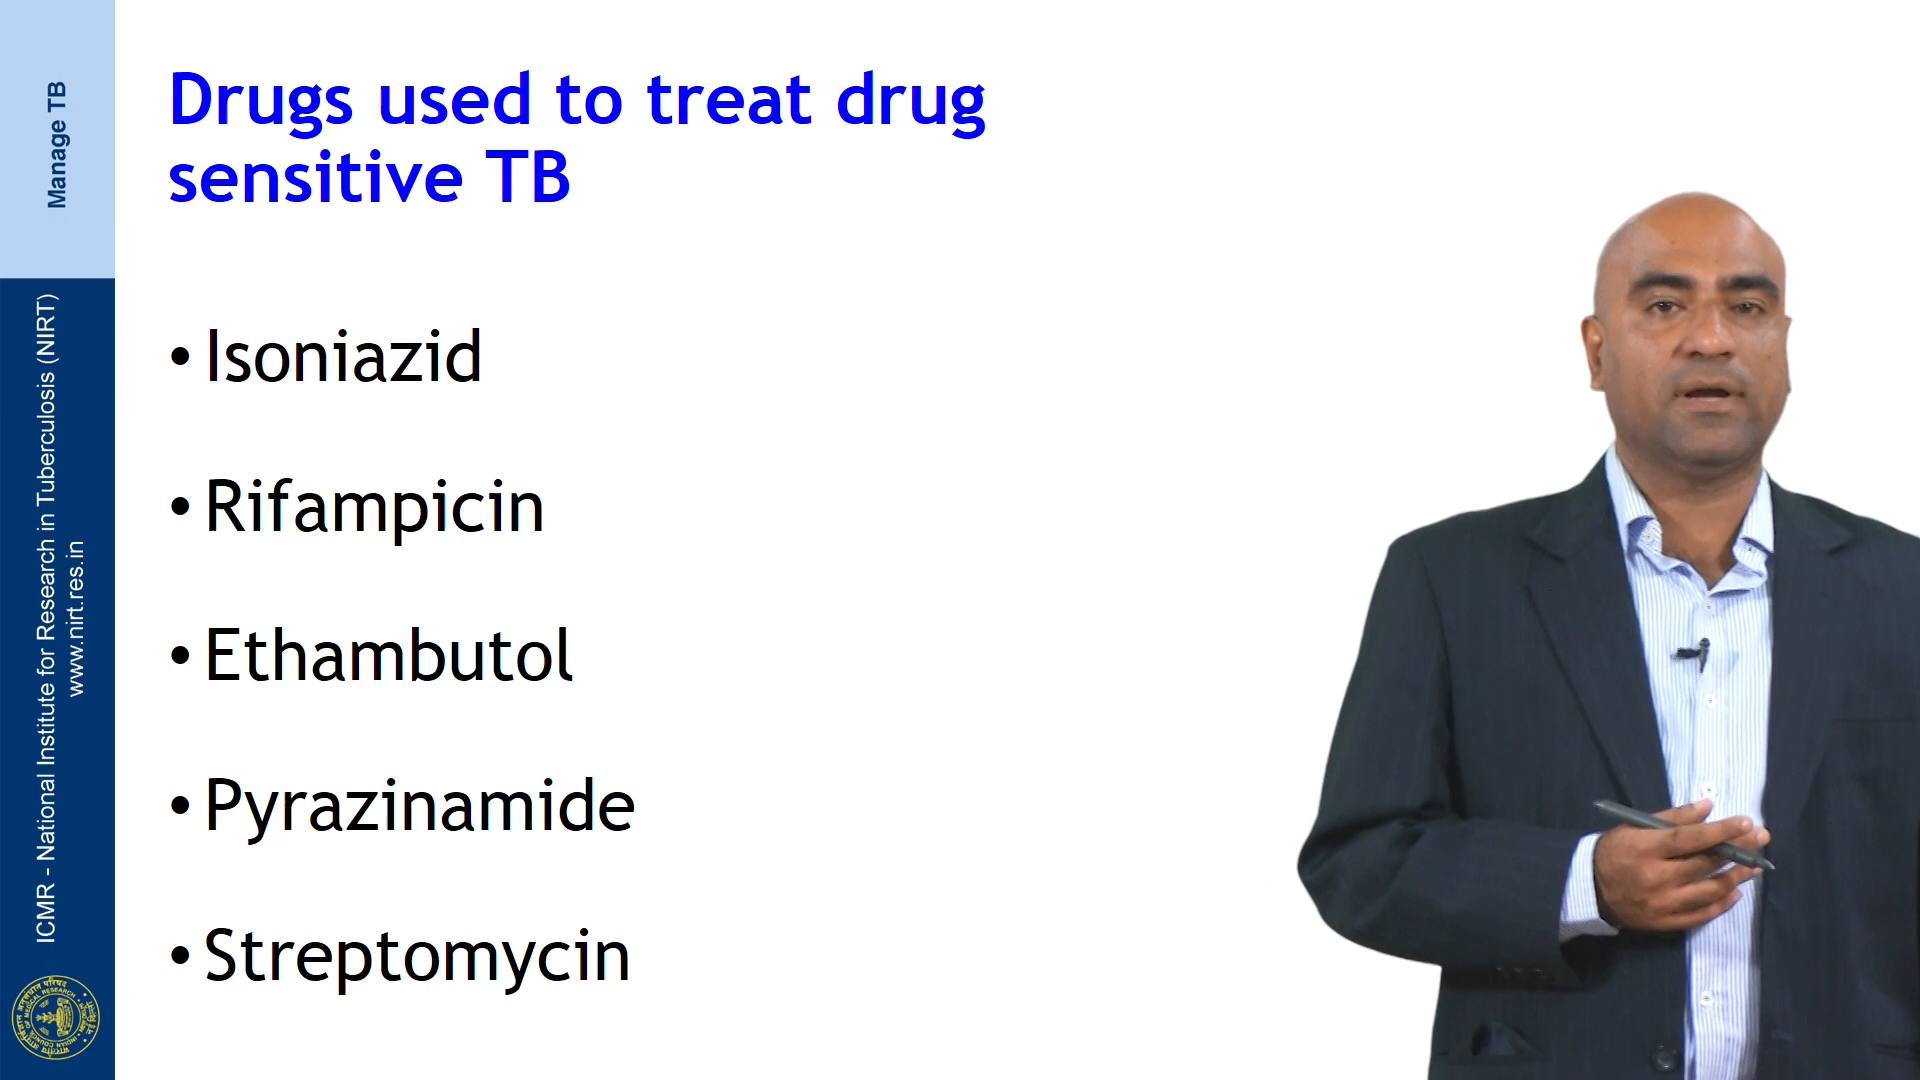 Manage TB
ICMR - National Institute for Research in Tuberculosis (NIRT)
www.nirt.res.in
Drugs used to treat drug
sensitive TB
• Isoniazid
• Rifampicin
• Ethambutol
• Pyrazinamide
• Streptomycin